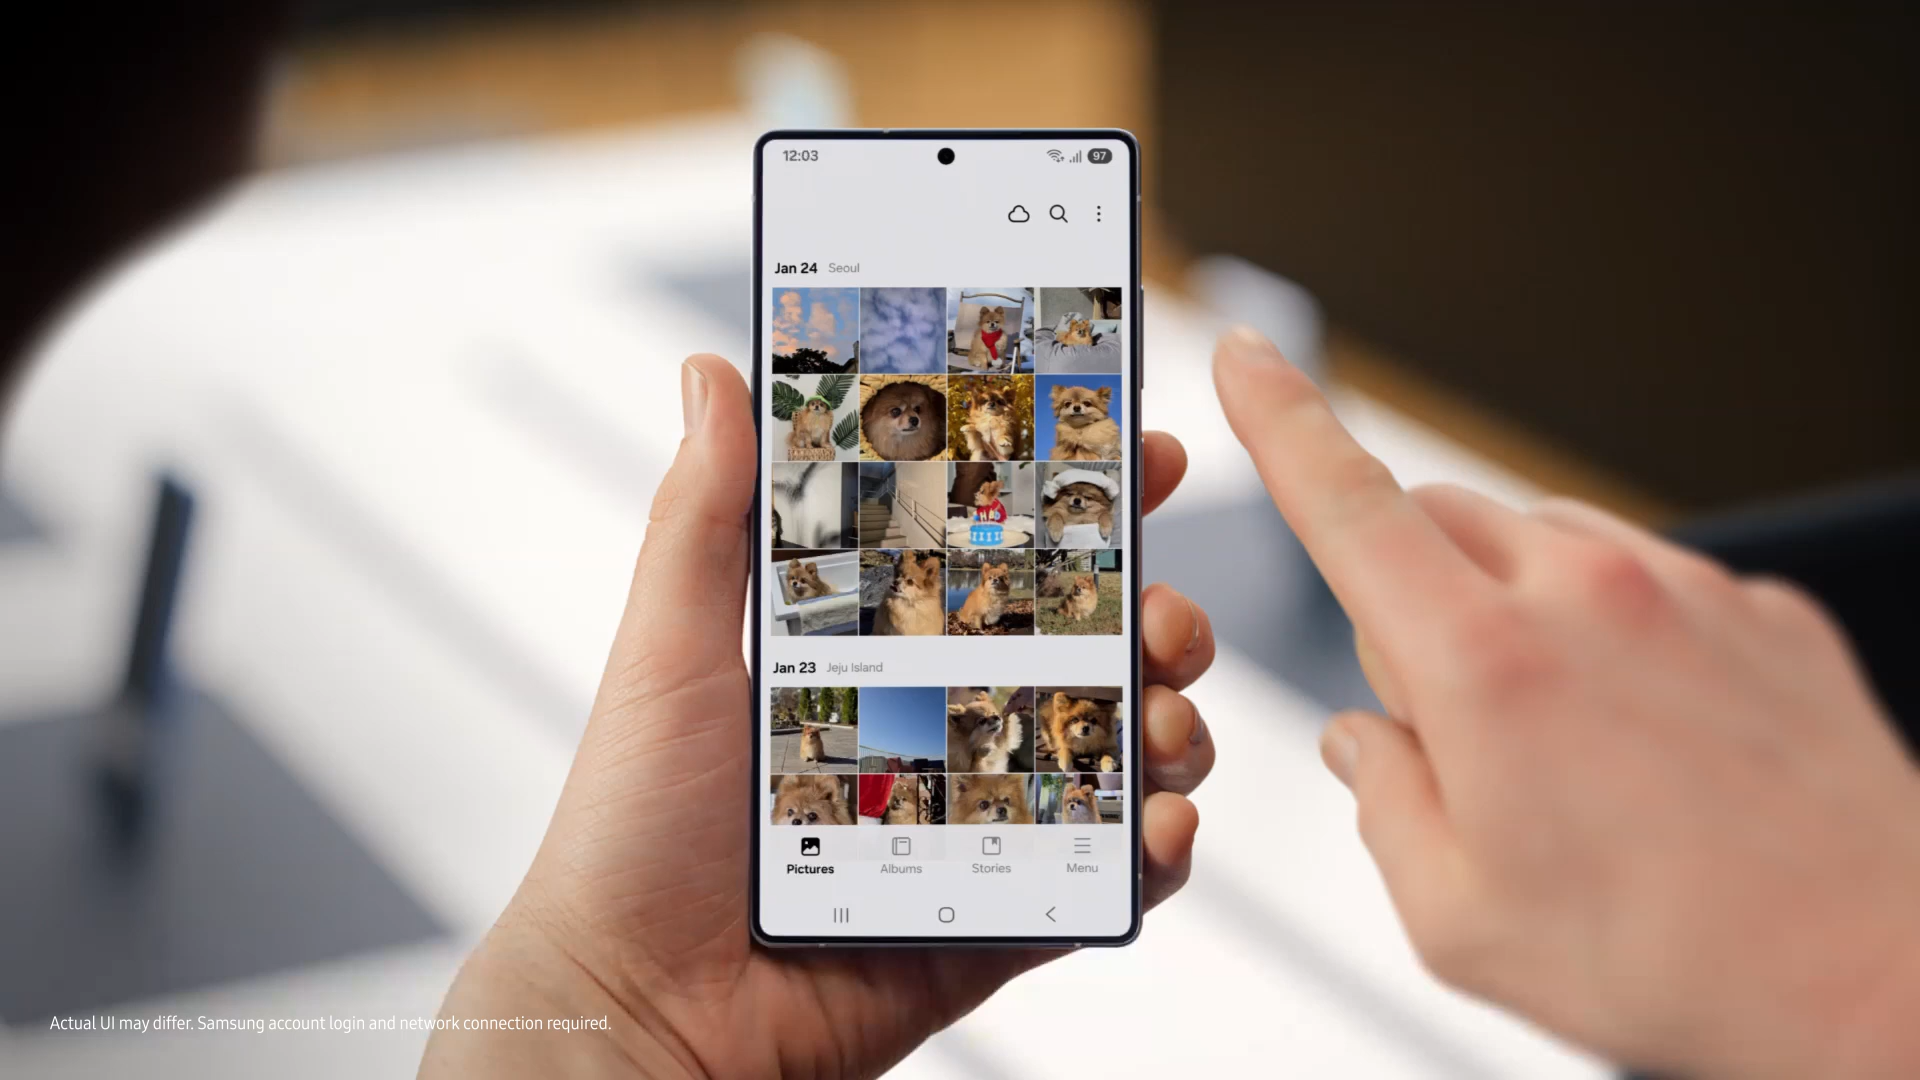 12:03
97
Jan 24 Seoul
Jan 23 Jeju Island
Pictures Albums Stories Menu
Actual UI may differ. Samsung account login and network connection required.